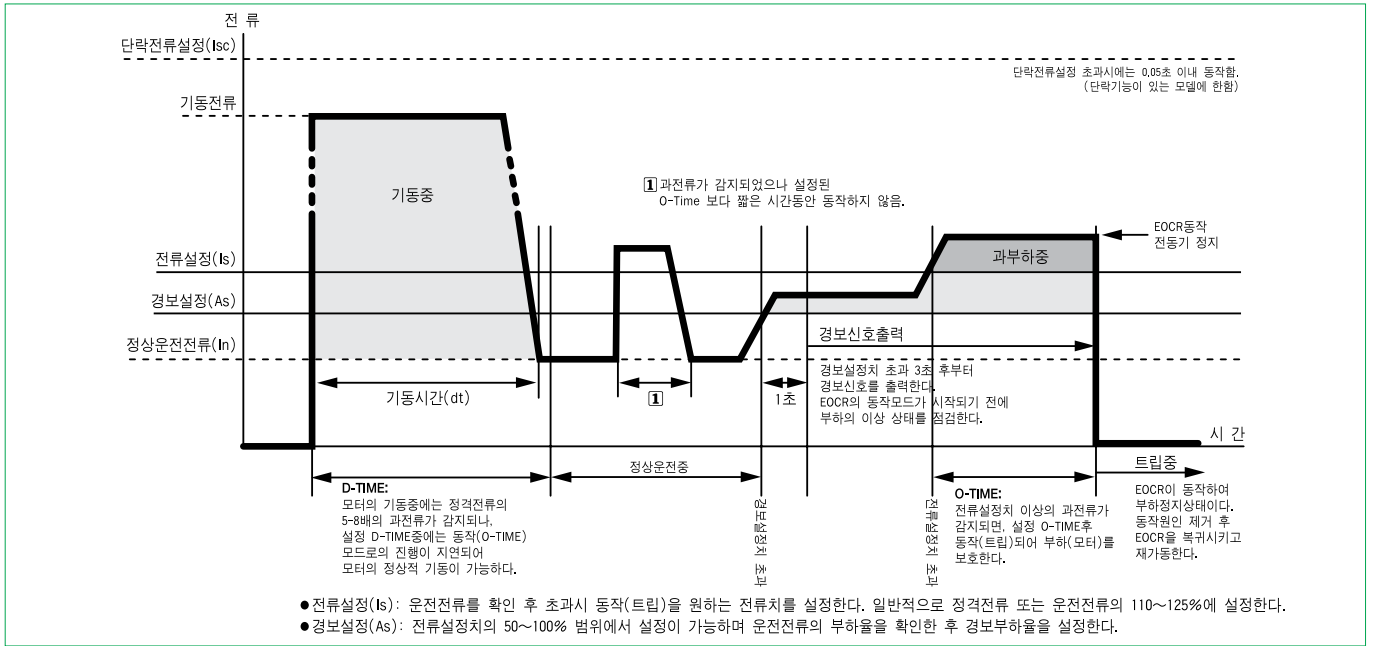 전 류
단락전류설정(Isc)
단락전류설정 초과시에는 0.05초 이내 동작함.
(단락기능이 있는 모델에 한함)
기동전류
기동중
1 과전류가 감지되었으나 설정된
O-Time 보다 짧은 시간동안 동작하지 않음.
EOCR동작
전동기 정지
전류설정(Is)
과부하중
경보설정(As)
정상운전전류(In)
경보신호출력
기동시간(dt)
1
1초
경보설정치 초과 3초 후부터
경보신호를 출력한다.
EOCR의 동작모드가 시작되기 전에
부하의 이상 상태를 점검한다.
시 간
정상운전중
트립중
D-TIME:
모터의 기동중에는 정격전류의
5-8배의 과전류가 감지되나,
설정 D-TIME중에는 동작(O-TIME)
모드로의 진행이 지연되어
모터의 정상적 기동이 가능하다.
경보설정치 초과
전류설정치 초과
O-TIME:
전류설정치 이상의 과전류가
감지되면, 설정 O-TIME후
동작(트립)되어 부하(모터)를
보호한다.
EOCR이 동작하여
부하정지상태이다.
동작원인 제거 후
EOCR을 복귀시키고
재가동한다.
●전류설정(Is): 운전전류를 확인 후 초과시 동작(트립)을 원하는 전류치를 설정한다. 일반적으로 정격전류 또는 운전전류의 110~125%에 설정한다.
●경보설정(As): 전류설정치의 50~100% 범위에서 설정이 가능하며 운전전류의 부하율을 확인한 후 경보부하율을 설정한다.